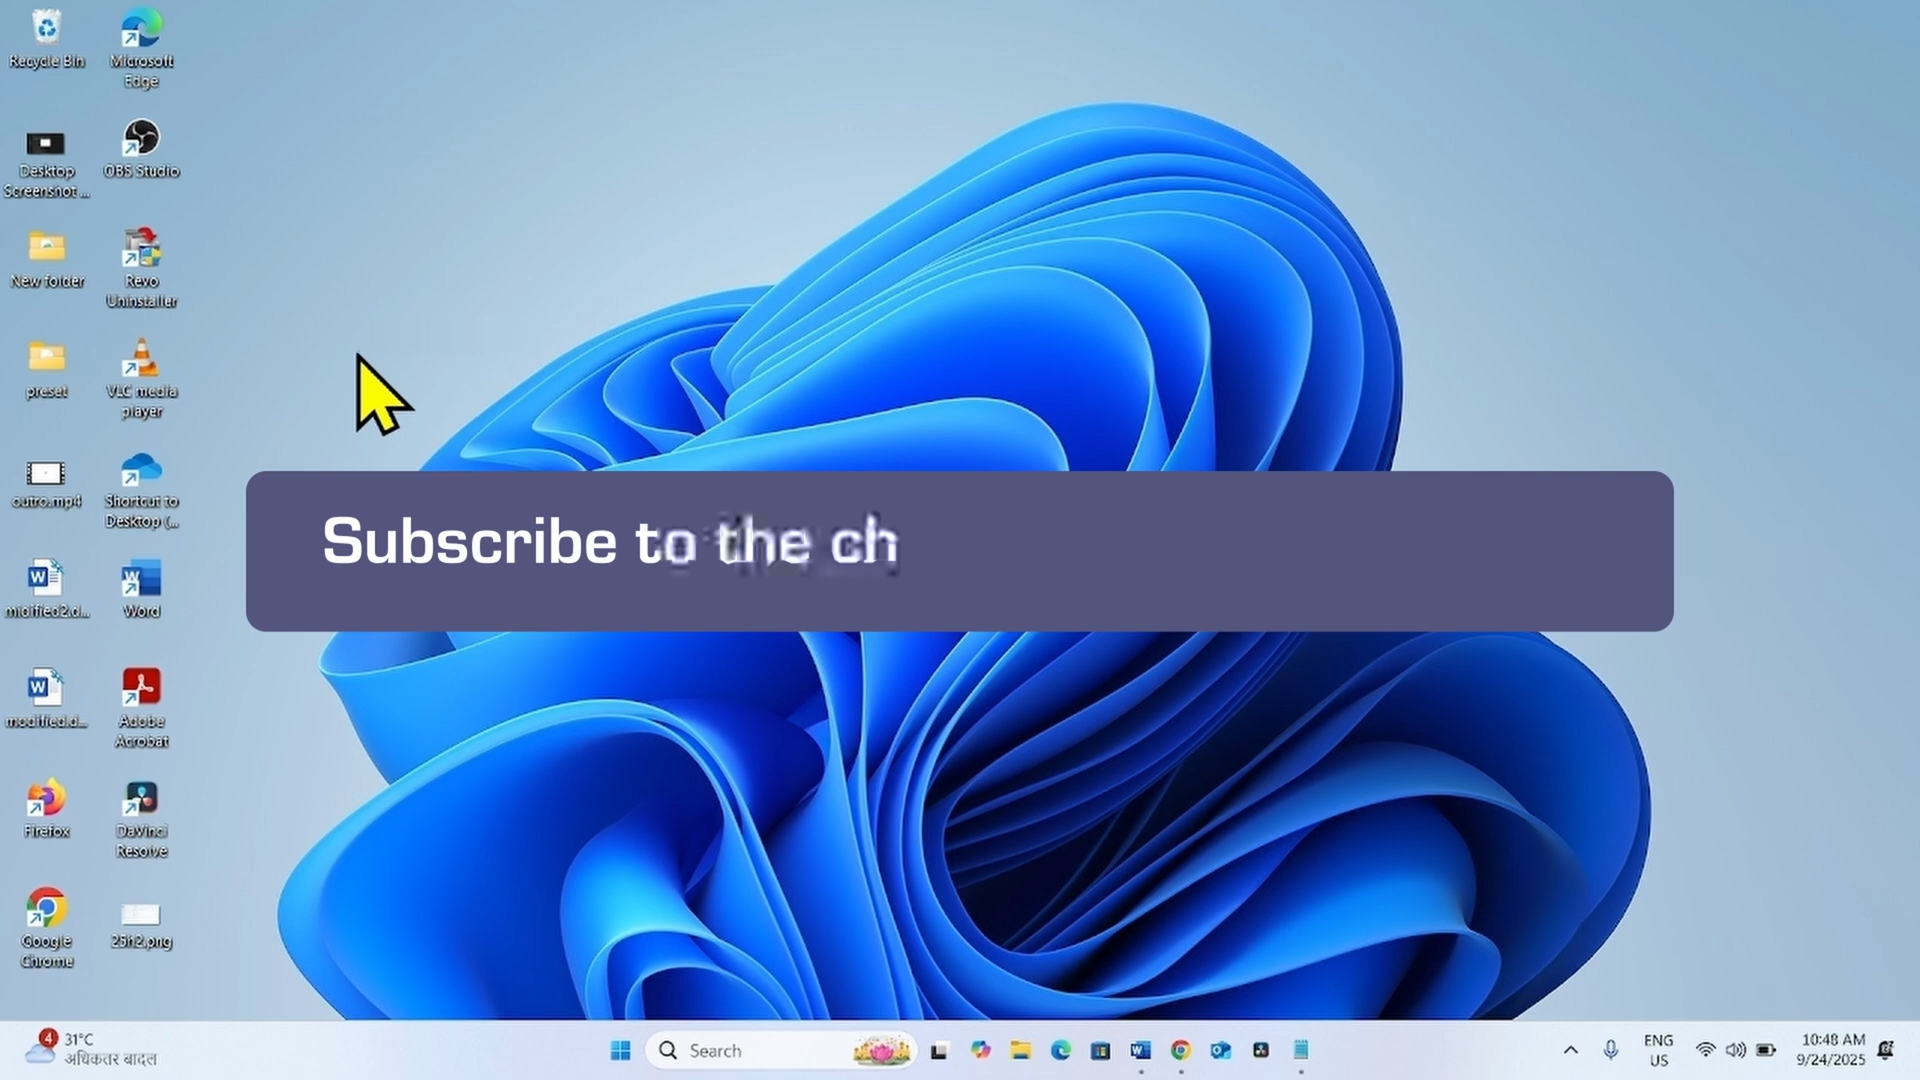 Recycle Bin
Microsoft
Edge
Desktop
Screenshot ...
OBS Studio
New folder
Revo
Uninstaller
preset
VLC media
player
outro.mp4
Shortcut to
Desktop (...
modified2.d...
Word
modified.d...
Adobe
Acrobat
Firefox
DaVinci
Resolve
Google
Chrome
25h2.png
Subscribe to the ch
4
31°C
अधिकतर बादल
Search
ENG
US
10:48 AM
9/24/2025